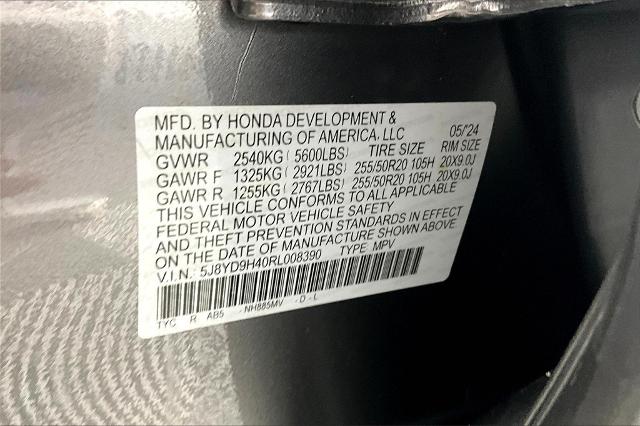 MFD. BY HONDA DEVELOPMENT &
MANUFACTURING OF AMERICA, LLC 05/'24
GVWR 2540KG( 5600LBS) TIRE SIZE RIM SIZE
GAWR F 1325KG( 2921LBS) 255/50R20 105H 20X9.0J
GAWR R 1255KG( 2767LBS) 255/50R20 105H 20X9.0J
THIS VEHICLE CONFORMS TO ALL APPLICABLE
FEDERAL MOTOR VEHICLE SAFETY
AND THEFT PREVENTION STANDARDS IN EFFECT
ON THE DATE OF MANUFACTURE SHOWN ABOVE.
V.I.N.: 5J8YD9H40RL008390 TYPE: MPV
TYC R AB5 -NH885MV -D-L